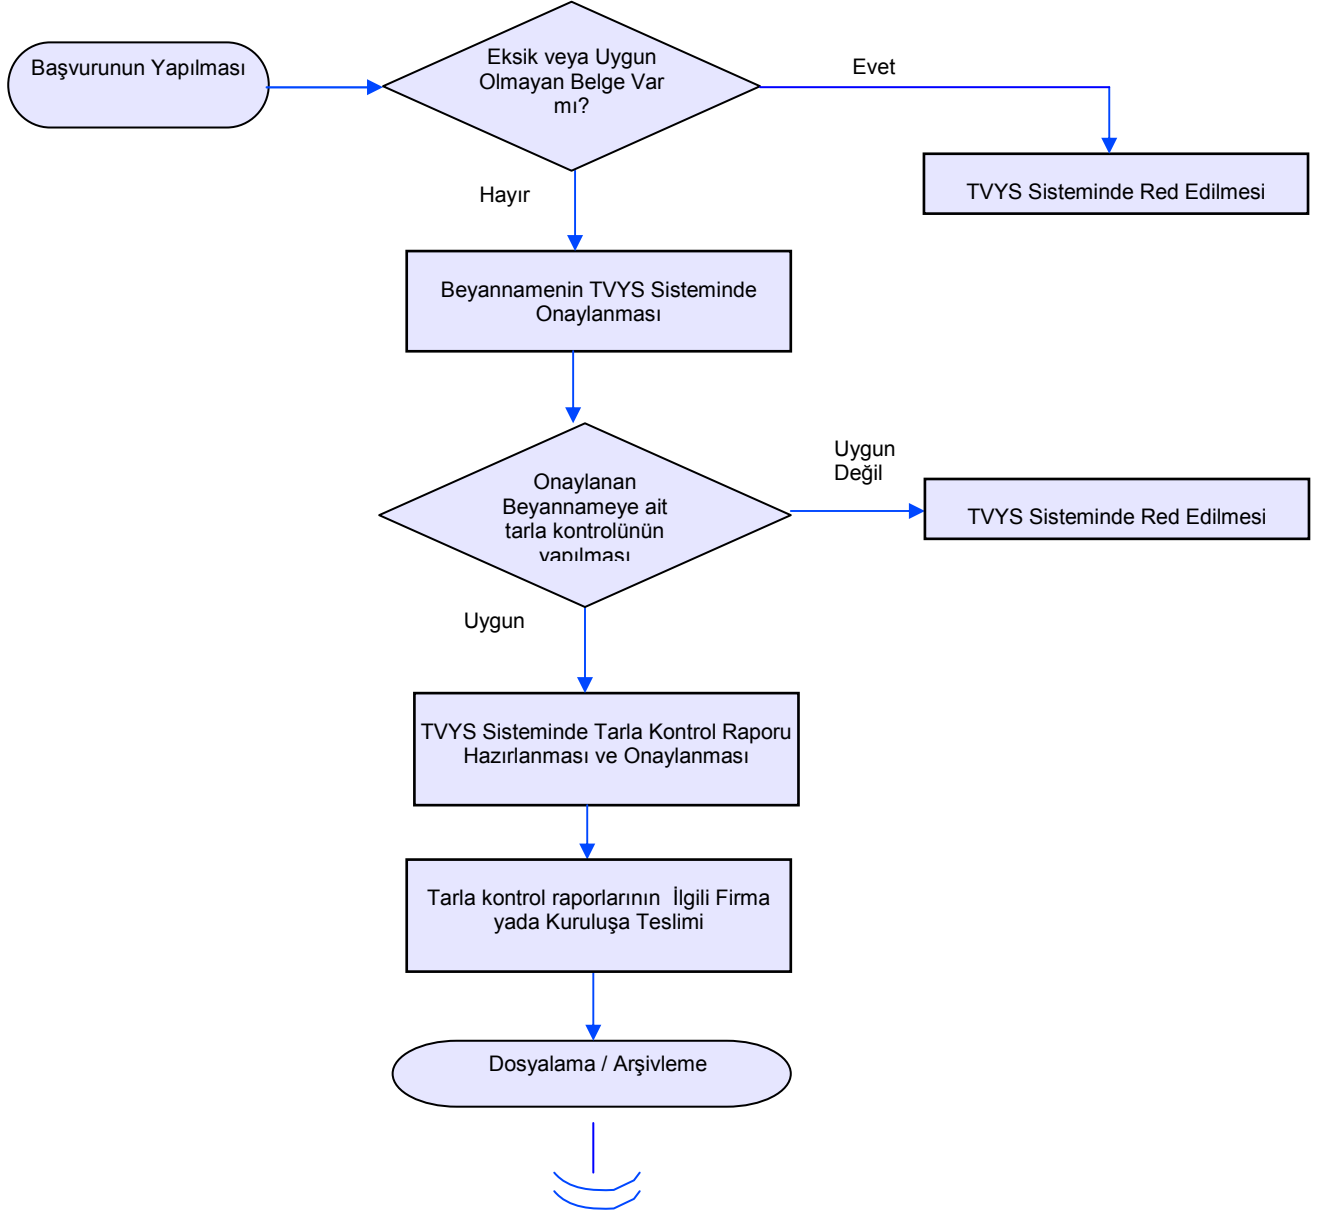 Başvurunun Yapılması
Eksik veya Uygun
Olmayan Belge Var
mı?
Evet
TVYS Sisteminde Red Edilmesi
Hayır
Beyannamenin TVYS Sisteminde
Onaylanması
Onaylanan
Beyannameye ait
tarla kontrolünün
yapılması
Uygun
Değil
TVYS Sisteminde Red Edilmesi
Uygun
TVYS Sisteminde Tarla Kontrol Raporu
Hazırlanması ve Onaylanması
Tarla kontrol raporlarının  İlgili Firma
yada Kuruluşa Teslimi
Dosyalama / Arşivleme